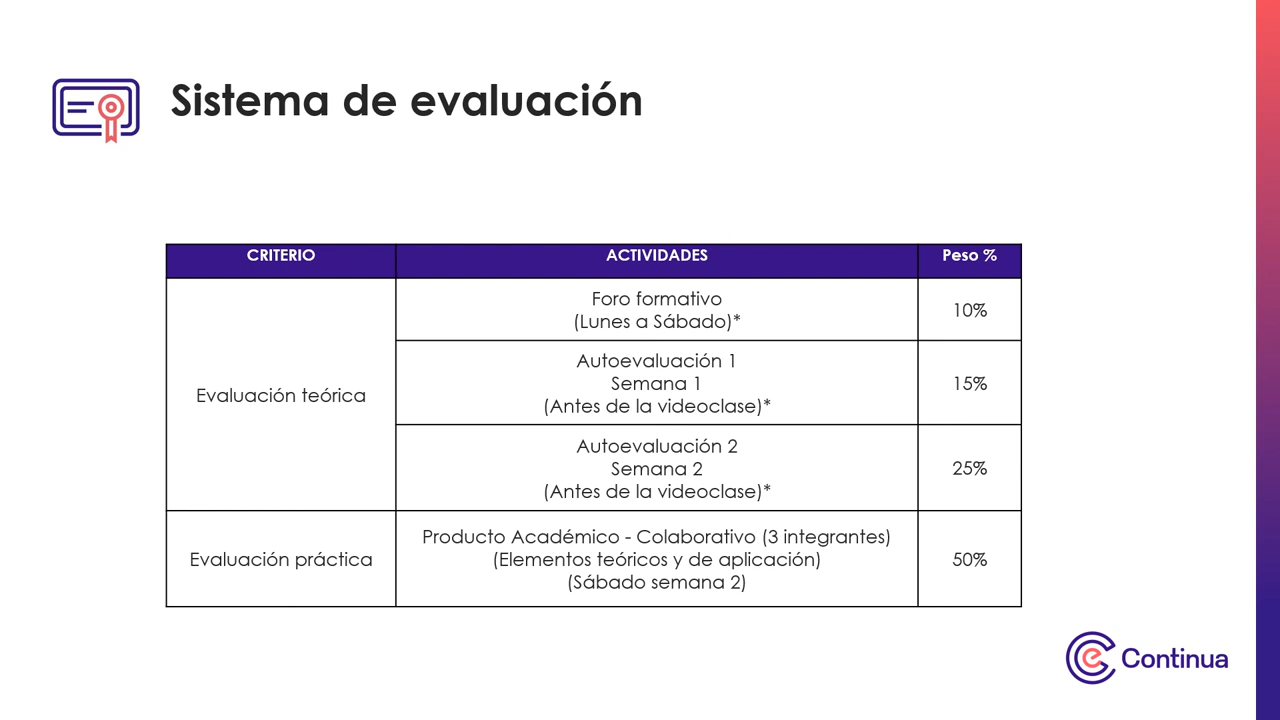 Sistema de evaluación
CRITERIO
ACTIVIDADES
Peso %
Evaluación teórica
Foro formativo
(Lunes a Sábado)*
10%
Autoevaluación 1
Semana 1
(Antes de la videoclase)*
15%
Autoevaluación 2
Semana 2
(Antes de la videoclase)*
25%
Evaluación práctica
Producto Académico - Colaborativo (3 integrantes)
(Elementos teóricos y de aplicación)
(Sábado semana 2)
50%
Continua